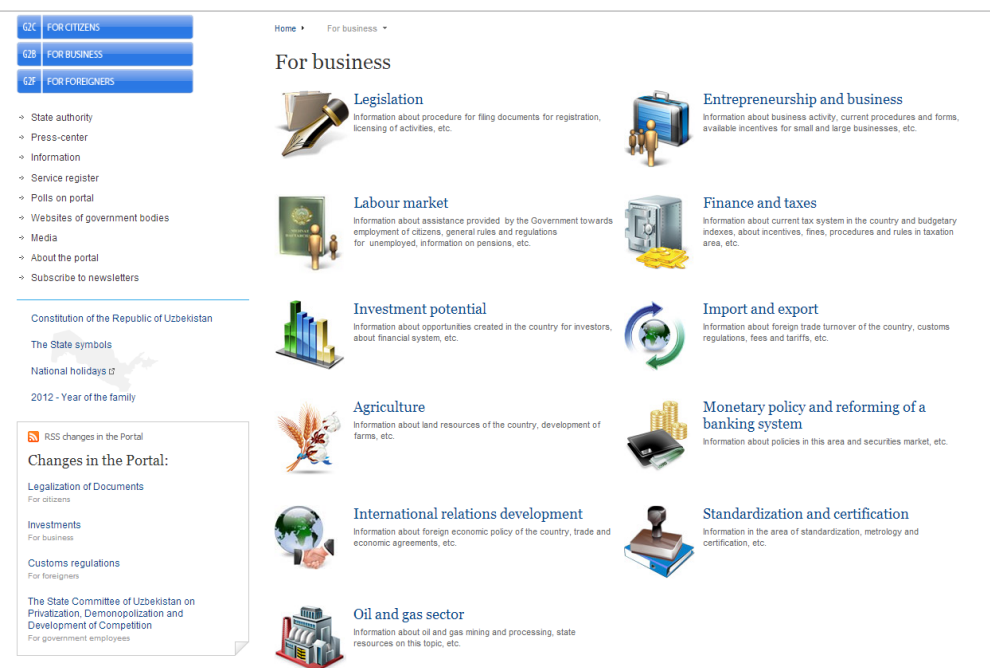 G2C FOR CITIZENS
G2B FOR BUSINESS
G2F FOR FOREIGNERS
State authority
Press-center
Information
Service register
Polls on portal
Websites of government bodies
Media
About the portal
Subscribe to newsletters
Constitution of the Republic of Uzbekistan
The State symbols
National holidays
2012 - Year of the family
RSS changes in the Portal
Changes in the Portal:
Legalization of Documents
For citizens
Investments
For business
Customs regulations
For foreigners
The State Committee of Uzbekistan on
Privatization, Demonopolization and
Development of Competition
For government employees
Home For business
For business
Legislation
Information about procedure for filing documents for registration,
licensing of activities, etc.
Entrepreneurship and business
Information about business activity, current procedures and forms,
available incentives for small and large businesses, etc.
Labour market
Information about assistance provided by the Government towards
employment of citizens, general rules and regulations
for unemployed, information on pensions, etc.
Finance and taxes
Information about current tax system in the country and budgetary
indexes, about incentives, fines, procedures and rules in taxation
area, etc.
Investment potential
Information about opportunities created in the country for investors,
about financial system, etc.
Import and export
Information about foreign trade turnover of the country, customs
regulations, fees and tariffs, etc.
Agriculture
Information about land resources of the country, development of
farms, etc.
Monetary policy and reforming of a
banking system
Information about policies in this area and securities market, etc.
International relations development
Information about foreign economic policy of the country, trade and
economic agreements, etc.
Standardization and certification
Information in the area of standardization, metrology and
certification, etc.
Oil and gas sector
Information about oil and gas mining and processing, state
resources on this topic, etc.